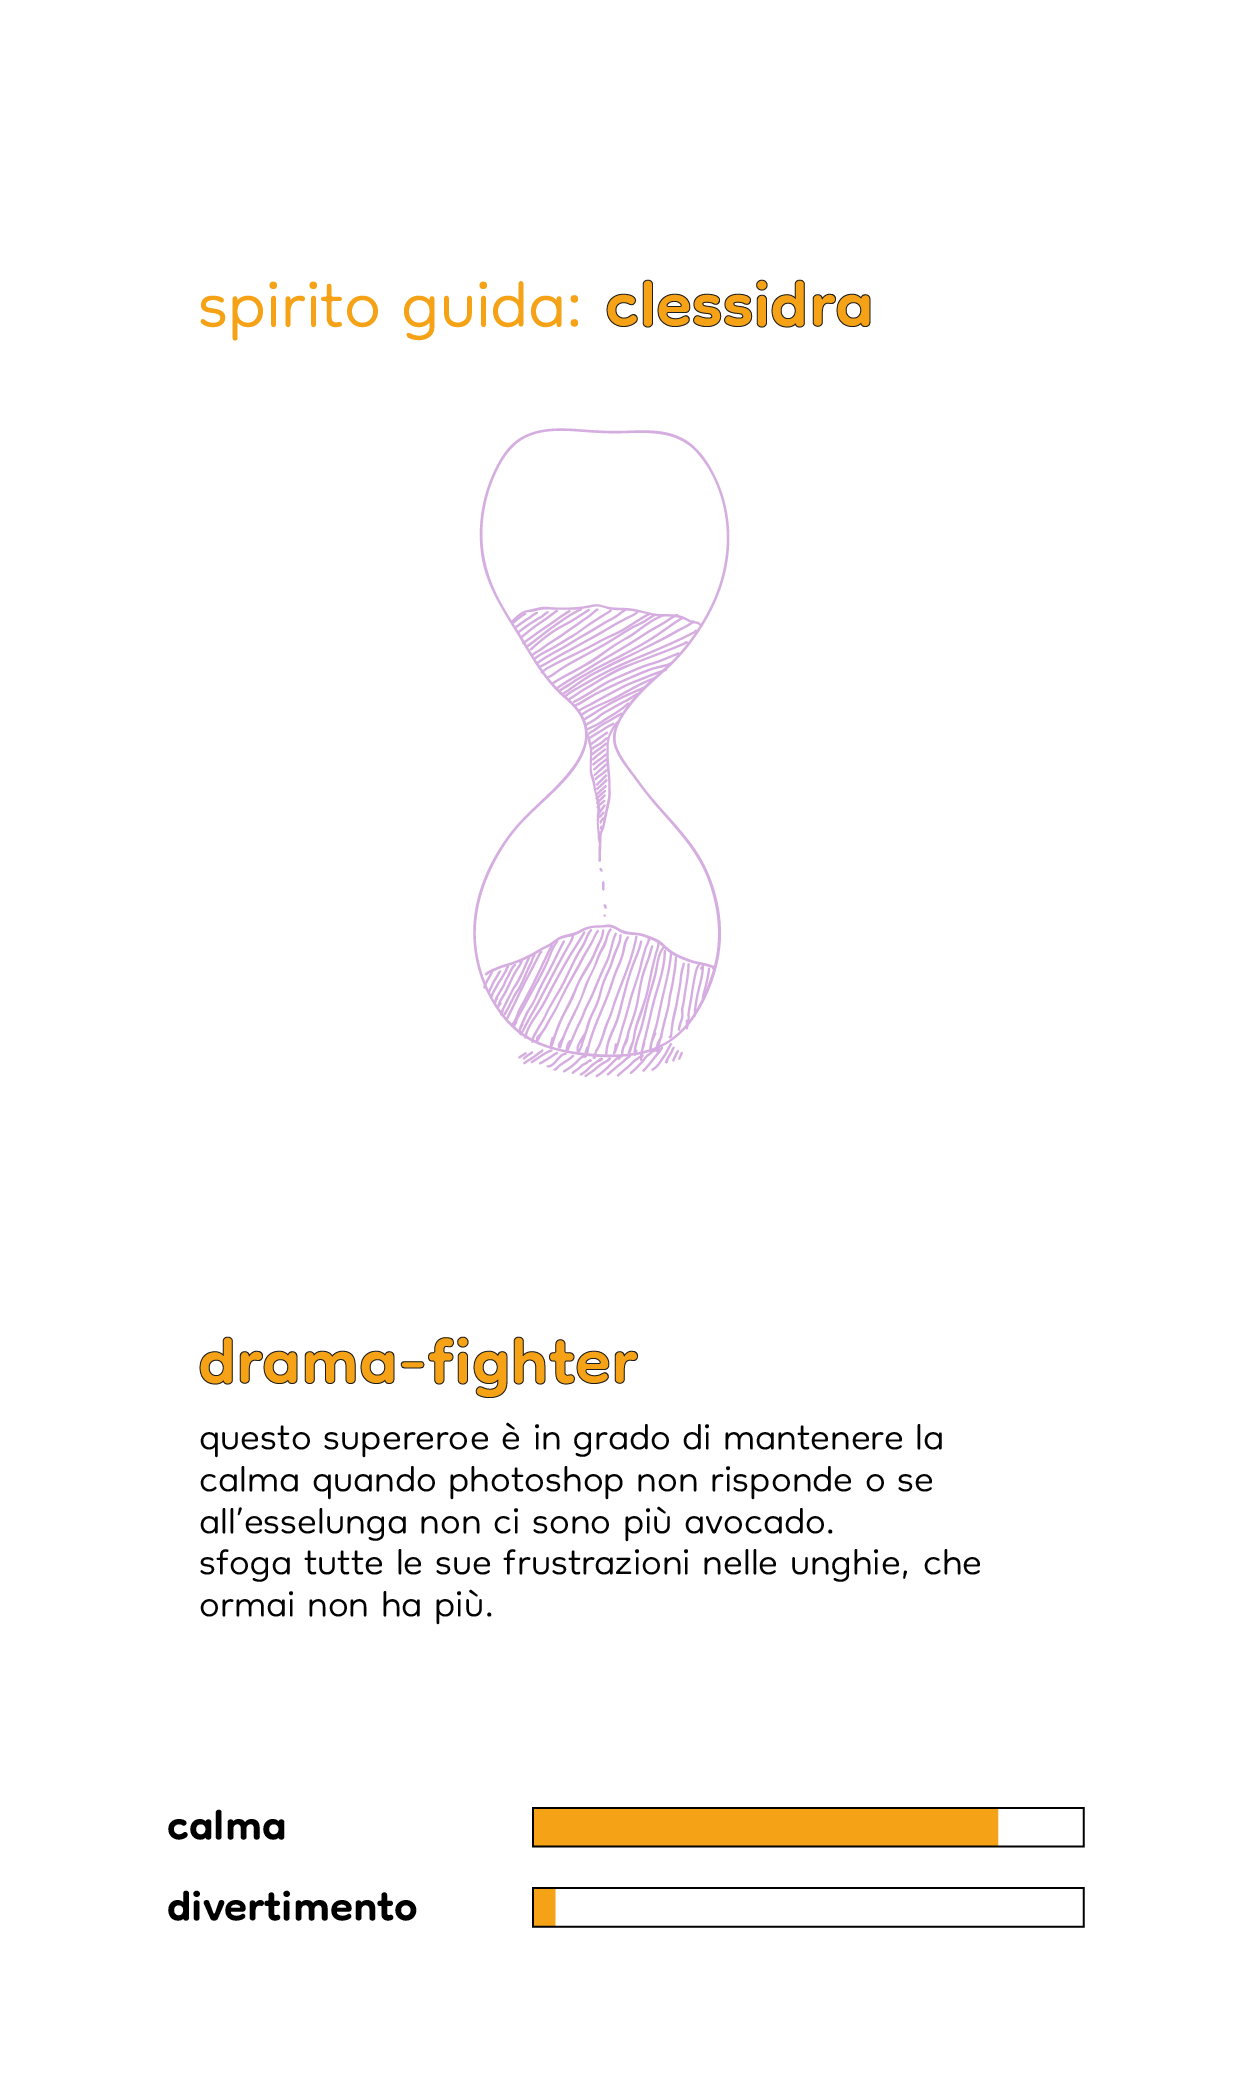 spirito guida: clessidra
drama-fighter
questo supereroe è in grado di mantenere la
calma quando photoshop non risponde o se
all'esselunga non ci sono più avocado.
sfoga tutte le sue frustrazioni nelle unghie, che
ormai non ha più.
calma
divertimento